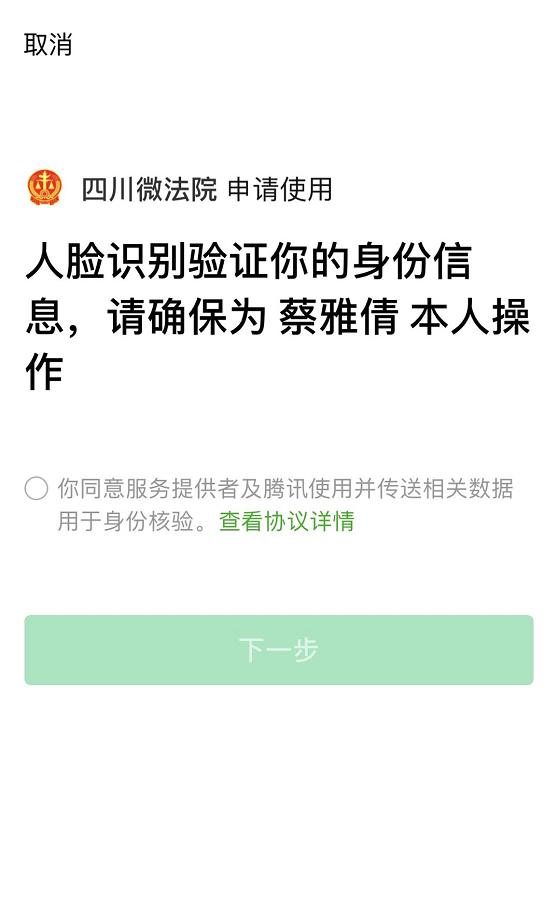 取消
四川微法院 申请使用
人脸识别验证你的身份信
息，请确保为 蔡雅倩 本人操
作
你同意服务提供者及腾讯使用并传送相关数据
用于身份核验。查看协议详情
下一步